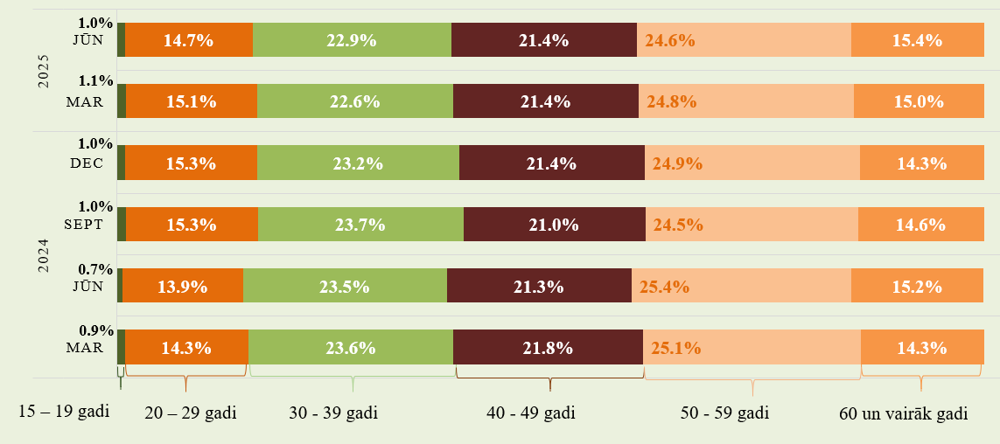 2025
1.0%
JŪN 14.7% 22.9% 21.4% 24.6% 15.4%
1.1%
MAR 15.1% 22.6% 21.4% 24.8% 15.0%
2024
1.0%
DEC 15.3% 23.2% 21.4% 24.9% 14.3%
1.0%
SEPT 15.3% 23.7% 21.0% 24.5% 14.6%
0.7%
JŪN 13.9% 23.5% 21.3% 25.4% 15.2%
0.9%
MAR 14.3% 23.6% 21.8% 25.1% 14.3%
15 – 19 gadi 20 – 29 gadi 30 - 39 gadi 40 - 49 gadi 50 - 59 gadi 60 un vairāk gadi